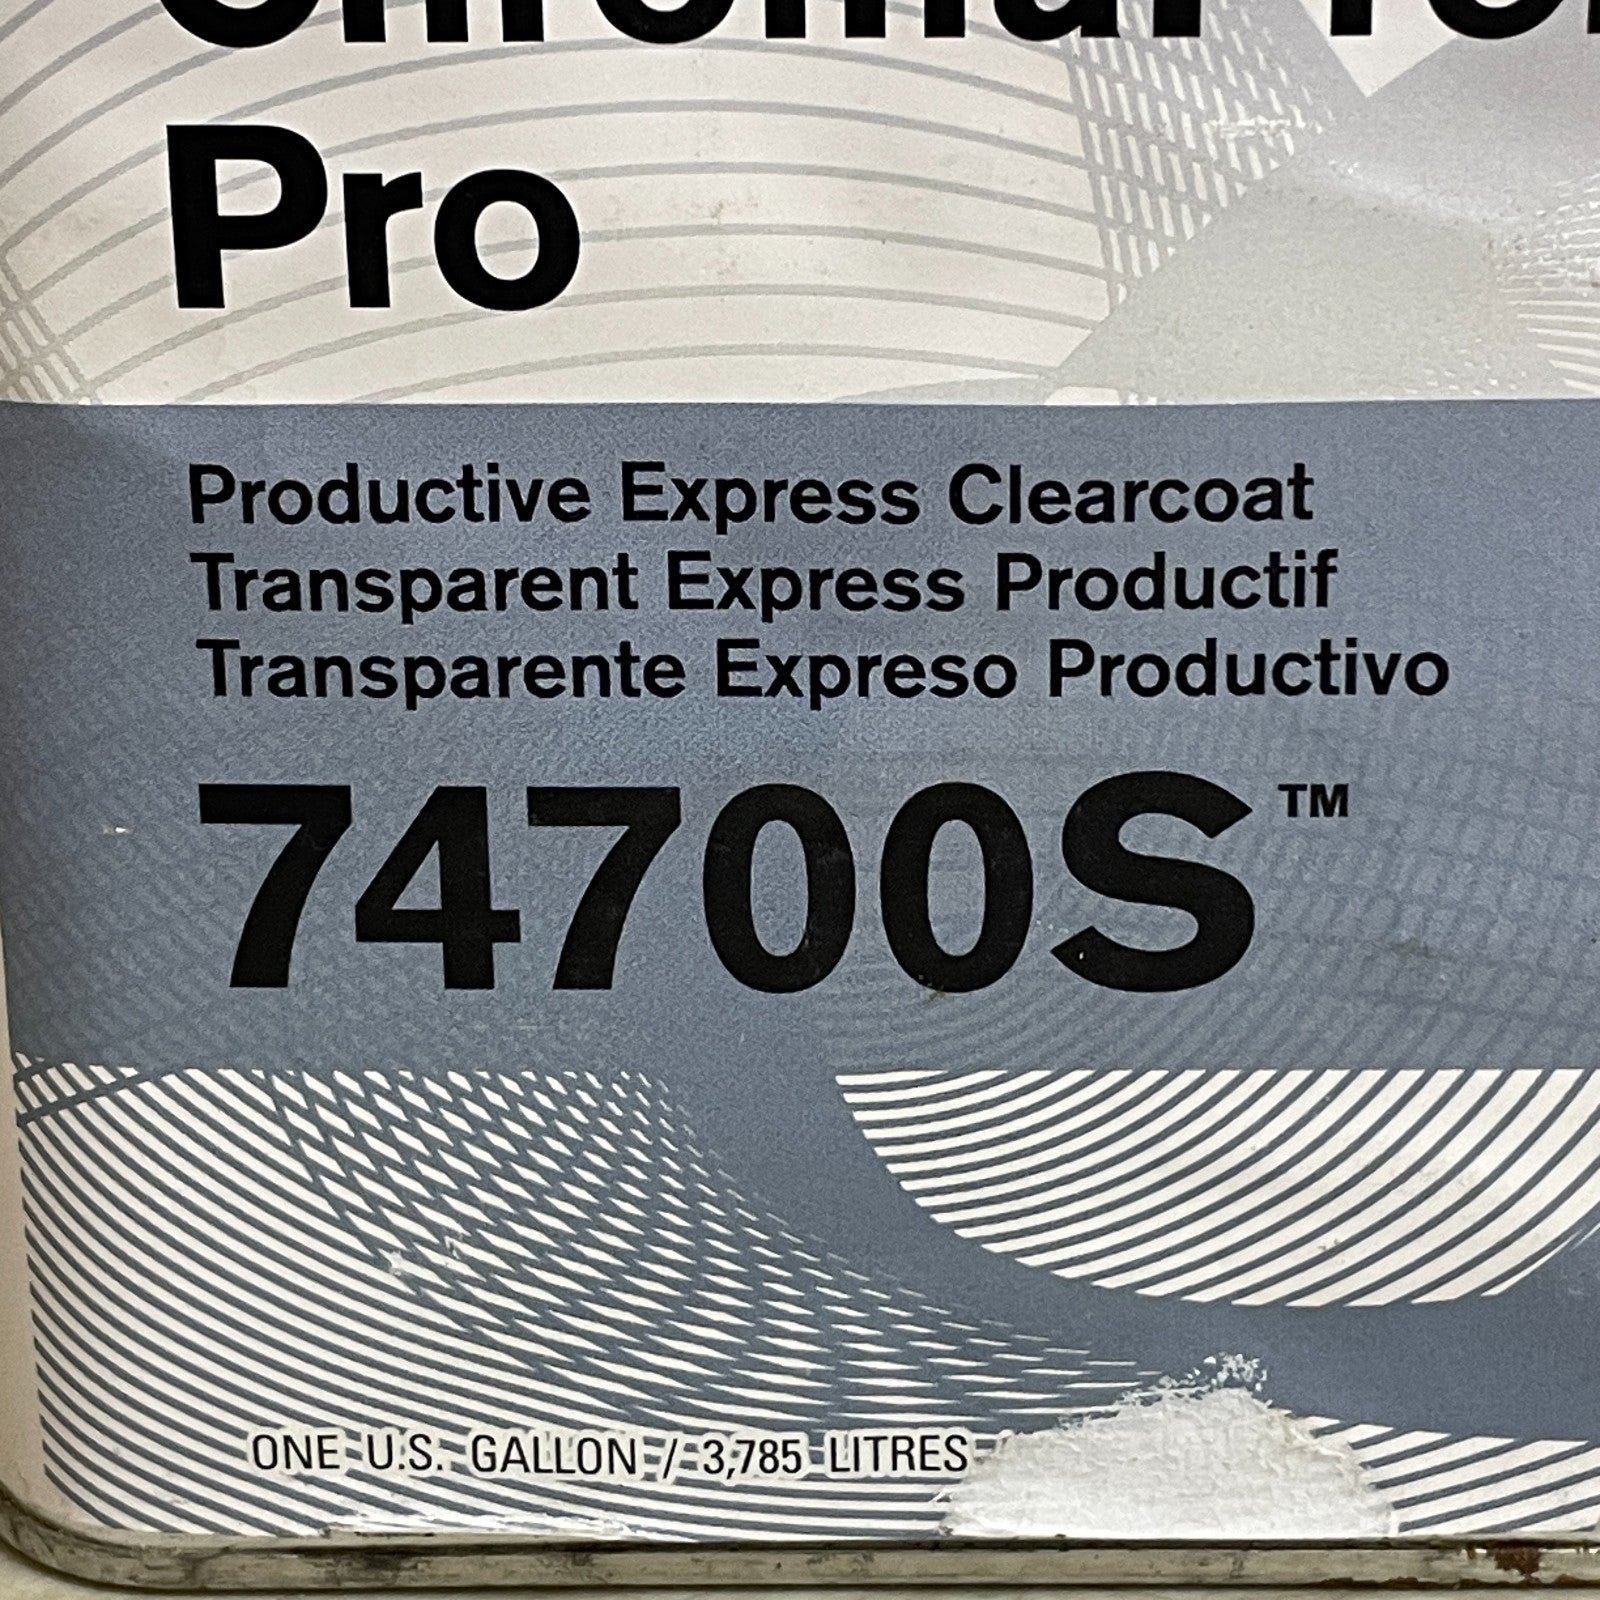 Pro
Productive Express Clearcoat
Transparent Express Productif
Transparente Expreso Productivo
74700S™
ONE U.S. GALLON / 3,785 LITRES